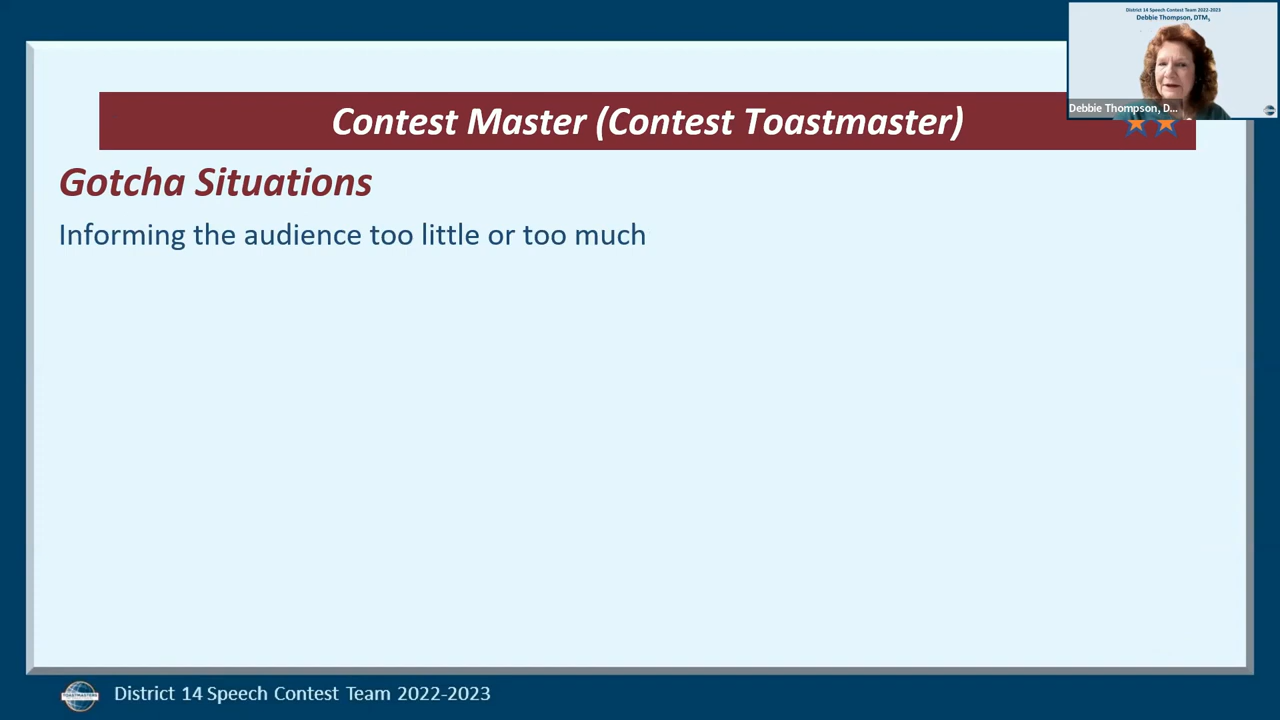 District 14 Speech Contest Team 2022-2023
Debbie Thompson, DTM
Debbie Thompson, D...
Contest Master (Contest Toastmaster)
Gotcha Situations
Informing the audience too little or too much
TOASTMASTERS
District 14 Speech Contest Team 2022-2023